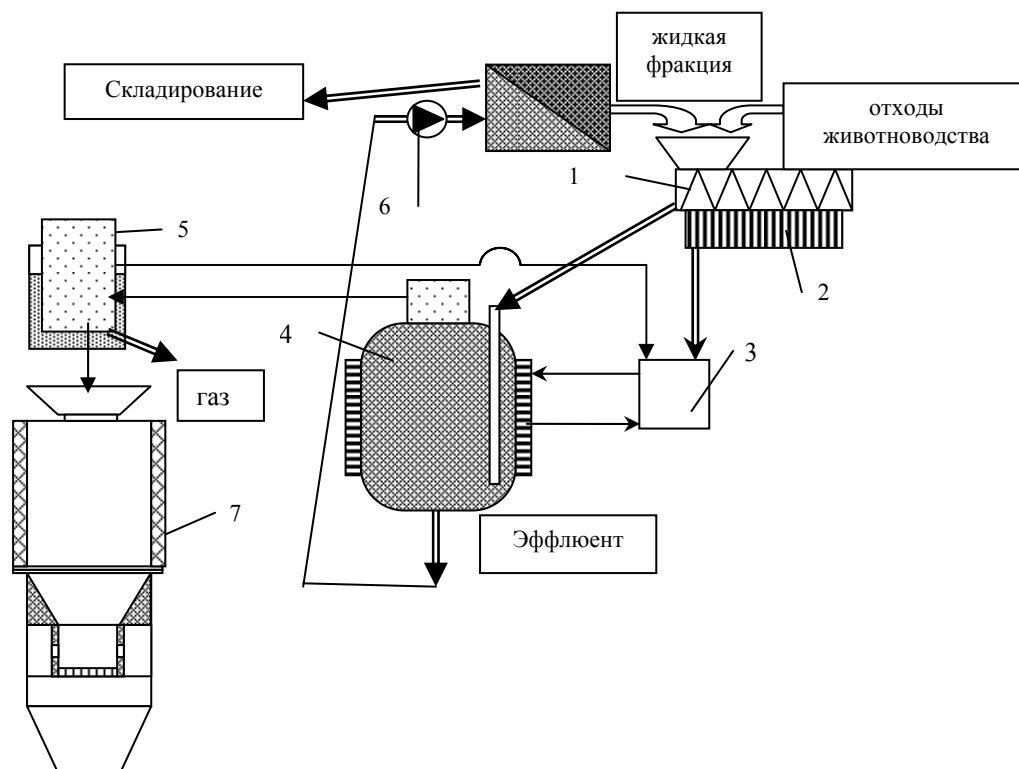 жидкая
фракция
Складирование
отходы
животноводства
1
6
5
2
4
3
газ
7
Эффлюент